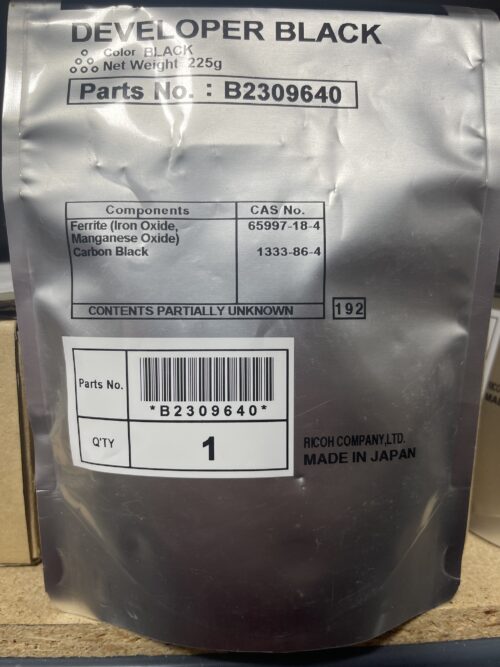 DEVELOPER BLACK
Color BLACK
Net Weight 225g
Parts No. : B2309640
Components CAS No.
Ferrite (Iron Oxide, 65997-18-4
Manganese Oxide)
Carbon Black 1333-86-4
CONTENTS PARTIALLY UNKNOWN 192
Parts No.
*B2309640*
Q'TY 1
RICOH COMPANY,LTD.
MADE IN JAPAN